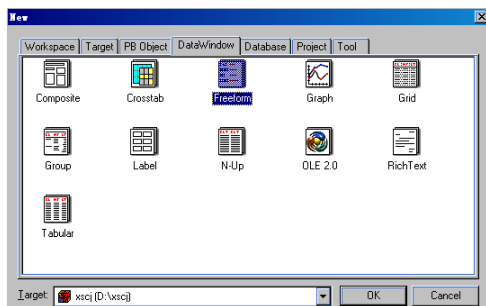 New
Workspace Target PB Object DataWindow Database Project Tool
Composite Crosstab Freeform Graph Grid
Group Label N-Up OLE 2.0 RichText
Tabular
Target: xscj (D:\xscj) OK Cancel